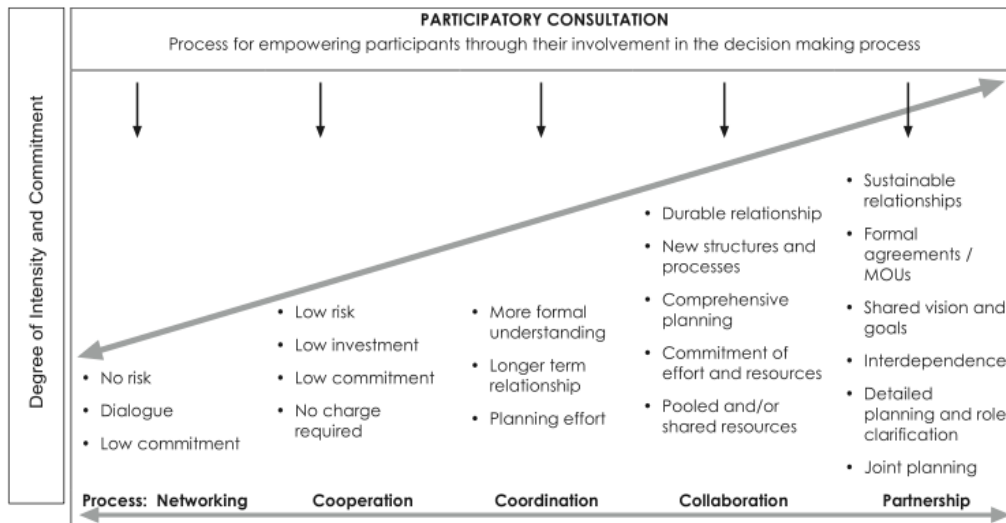 PARTICIPATORY CONSULTATION
Process for empowering participants through their involvement in the decision making process
Degree of Intensity and Commitment
• No risk
• Dialogue
• Low commitment
• Low risk
• Low investment
• Low commitment
• No charge
required
• More formal
understanding
• Longer term
relationship
• Planning effort
• Durable relationship
• New structures and
processes
• Comprehensive
planning
• Commitment of
effort and resources
• Pooled and/or
shared resources
• Sustainable
relationships
• Formal
agreements /
MOUs
• Shared vision and
goals
• Interdependence
• Detailed
planning and role
clarification
• Joint planning
Process: Networking Cooperation Coordination Collaboration Partnership